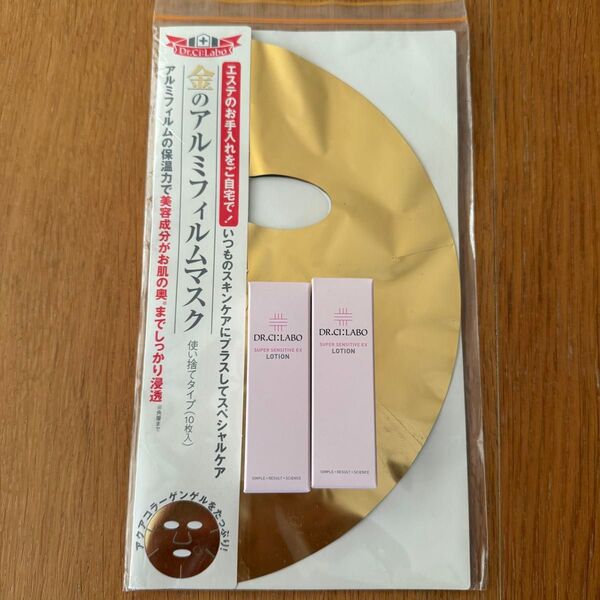 Dr.Ci:Labo
エステのお手入れをご自宅で!
いつものスキンケアにプラスしてスペシャルケア
金のアルミフィルムマスク
使い捨てタイプ(10枚入)
アルミフィルムの保温力で美容成分がお肌の奥※までしっかり浸透
※角層まで
アクアコラーゲンゲルをたっぷり!
DR.CI:LABO
SUPER SENSITIVE EX
LOTION
SIMPLE • RESULT • SCIENCE
DR.CI:LABO
SUPER SENSITIVE EX
LOTION
SIMPLE • RESULT • SCIENCE